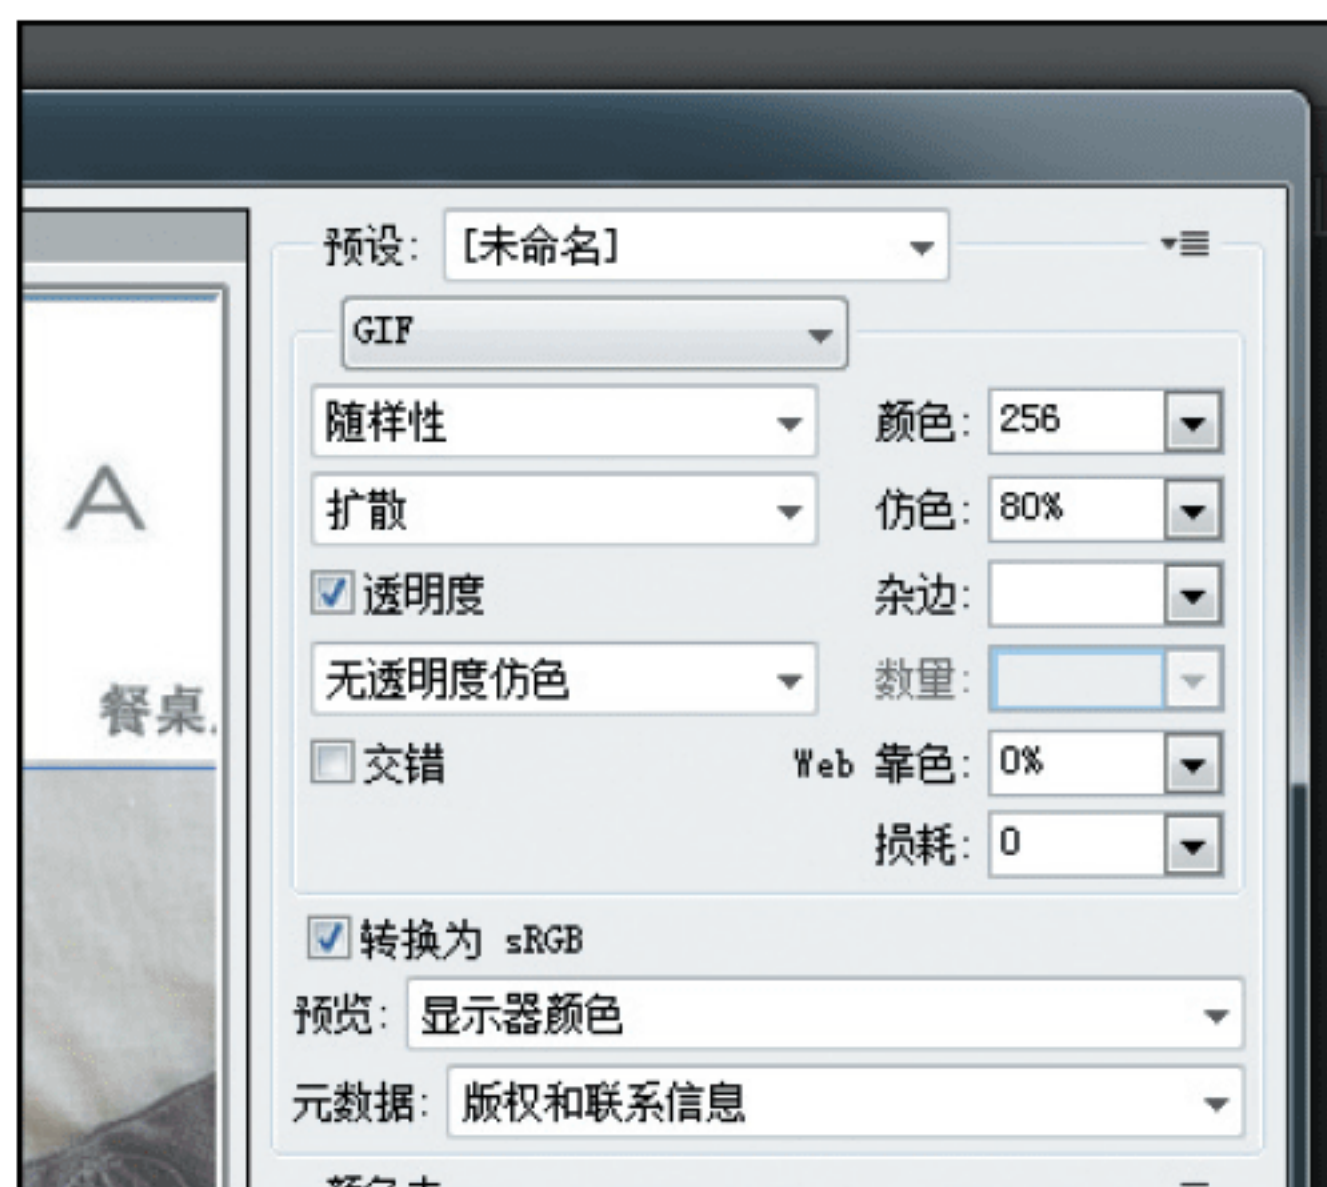 预设: [未命名]
GIF
随样性 颜色: 256
扩散 仿色: 80%
A
透明度 杂边:
无透明度仿色 数里:
餐桌
交错 Web 靠色: 0%
损耗: 0
转换为 sRGB
预览: 显示器颜色
元数据: 版权和联系信息